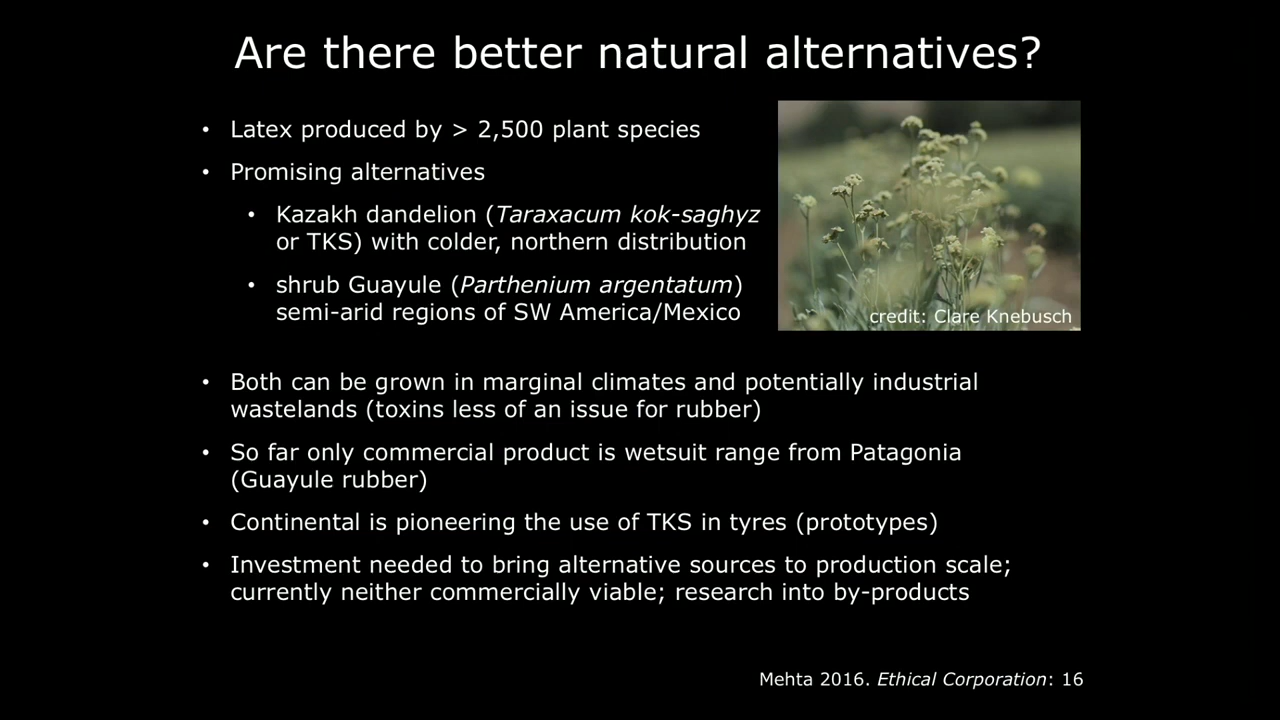 Are there better natural alternatives?
• Latex produced by > 2,500 plant species
• Promising alternatives
• Kazakh dandelion (Taraxacum kok-saghyz
or TKS) with colder, northern distribution
• shrub Guayule (Parthenium argentatum)
semi-arid regions of SW America/Mexico
credit: Clare Knebusch
• Both can be grown in marginal climates and potentially industrial
wastelands (toxins less of an issue for rubber)
• So far only commercial product is wetsuit range from Patagonia
(Guayule rubber)
• Continental is pioneering the use of TKS in tyres (prototypes)
• Investment needed to bring alternative sources to production scale;
currently neither commercially viable; research into by-products
Mehta 2016. Ethical Corporation: 16